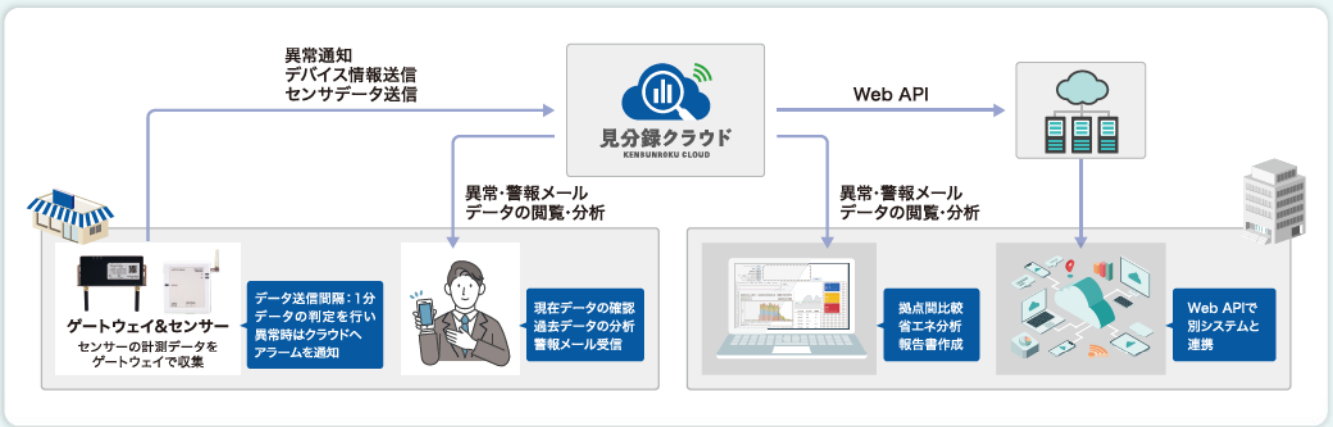 異常通知
デバイス情報送信
センサデータ送信
見分録クラウド
KENBUNROKU CLOUD
Web API
異常・警報メール
データの閲覧・分析
異常・警報メール
データの閲覧・分析
ゲートウェイ&センサー
センサーの計測データを
ゲートウェイで収集
データ送信間隔：1分
データの判定を行い
異常時はクラウドへ
アラームを通知
現在データの確認
過去データの分析
警報メール受信
拠点間比較
省エネ分析
報告書作成
Web APIで
別システムと
連携